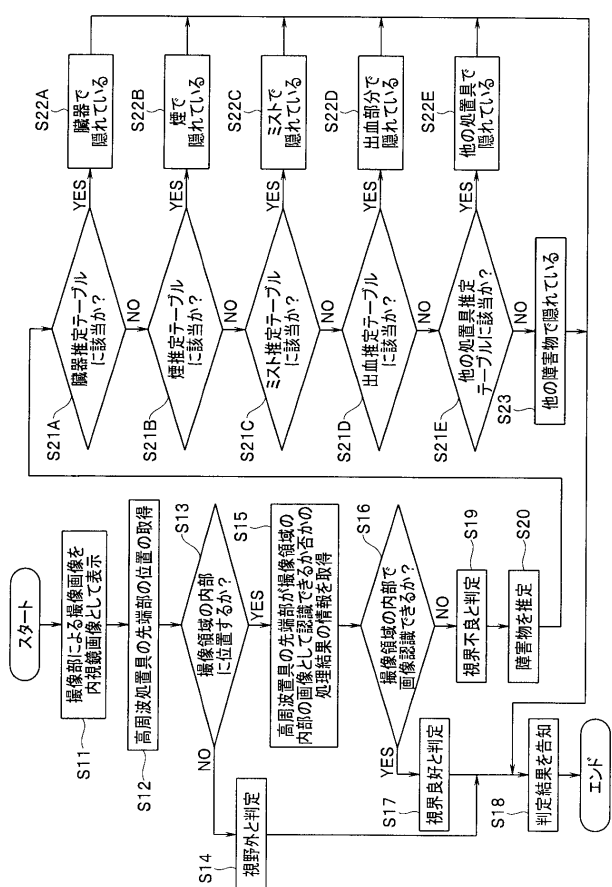 スタート
S11
撮像部による撮像画像を
内視鏡画像として表示
S12
高周波処置具の先端部の位置の取得
S13
撮像領域の内部
に位置するか?
NO
YES
S14
視野外と判定
S15
高周波置具の先端部が撮像領域の
内部の画像として認識できるか否かの
処理結果の情報を取得
S16
撮像領域の内部で
画像認識できるか?
YES
NO
S17
視界良好と判定
S19
視界不良と判定
S20
障害物を推定
S18
判定結果を告知
エンド
S21A
臓器推定テーブル
に該当か?
YES
NO
S22A
臓器で
隠れている
S21B
煙推定テーブル
に該当か?
YES
NO
S22B
煙で
隠れている
S21C
ミスト推定テーブル
に該当か?
YES
NO
S22C
ミストで
隠れている
S21D
出血推定テーブル
に該当か?
YES
NO
S22D
出血部分で
隠れている
S21E
他の処置具推定
テーブルに該当か?
YES
NO
S22E
他の処置具で
隠れている
S23
他の障害物で隠れている